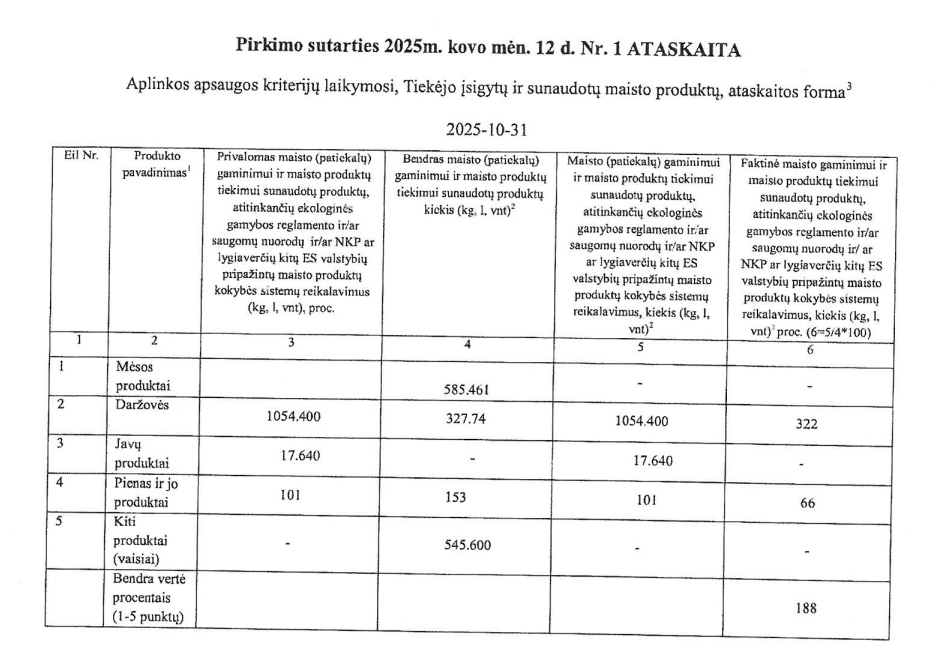 Pirkimo sutarties 2025m. kovo mėn. 12 d. Nr. 1 ATASKAITA
Aplinkos apsaugos kriterijų laikymosi, Tiekėjo įsigytų ir sunaudotų maisto produktų, ataskaitos forma³
2025-10-31
Eil Nr.
Produkto
pavadinimas¹
Privalomas maisto (patiekalų)
gaminimui ir maisto produktų
tiekimui sunaudotų produktų,
atitinkančių ekologinės
gamybos reglamento ir/ar
saugomų nuorodų ir/ar NKP ar
lygiaverčių kitų ES valstybių
pripažintų maisto produktų
kokybės sistemų reikalavimus
(kg, l, vnt), proc.
Bendras maisto (patiekalų)
gaminimui ir maisto produktų
tiekimui sunaudotų produktų
kiekis (kg, l, vnt)²
Maisto (patiekalų) gaminimui
ir maisto produktų tiekimui
sunaudotų produktų,
atitinkančių ekologinės
gamybos reglamento ir/ar
saugomų nuorodų ir/ar NKP
ar lygiaverčių kitų ES
valstybių pripažintų maisto
produktų kokybės sistemų
reikalavimus, kiekis (kg, l,
vnt)²
Faktinė maisto gaminimui ir
maisto produktų tiekimui
sunaudotų produktų,
atitinkančių ekologinės
gamybos reglamento ir/ar
saugomų nuorodų ir/ ar
NKP ar lygiaverčių kitų ES
valstybių pripažintų maisto
produktų kokybės sistemų
reikalavimus, kiekis (kg, l,
vnt)² proc. (6=5/4*100)
1 2 3 4 5 6
1 Mėsos
produktai 585.461 - -
2 Daržovės 1054.400 327.74 1054.400 322
3 Javų
produktai 17.640 - 17.640 -
4 Pienas ir jo
produktai 101 153 101 66
5 Kiti
produktai - 545.600 - -
(vaisiai)
Bendra vertė
procentais 188
(1-5 punktų)